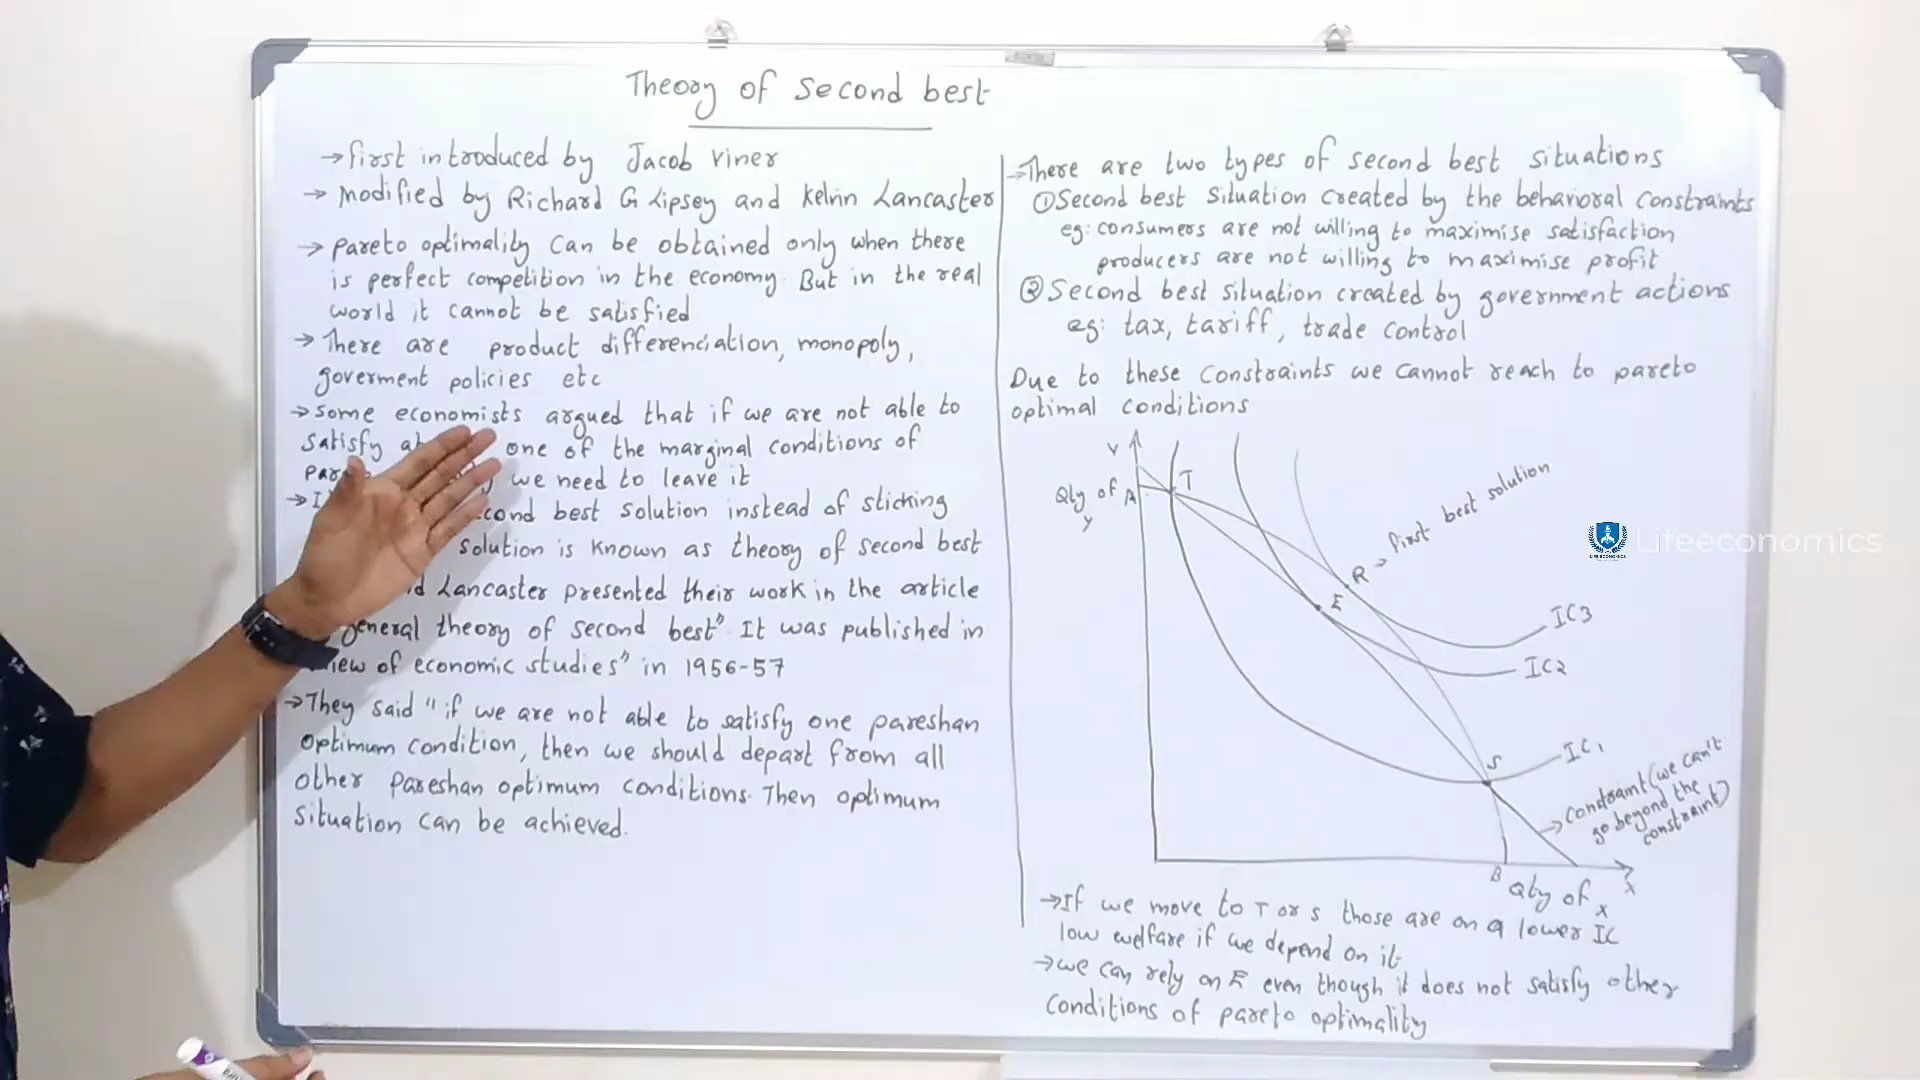 Theory of second best
→ first introduced by Jacob viner
→ Modified by Richard G Lipsey and Kelvin Lancaster
→ pareto optimality can be obtained only when there
is perfect competition in the economy. But in the real
world it cannot be satisfied
→ There are product differenciation, monopoly,
goverment policies etc
→ some economists argued that if we are not able to
satisfy one of the marginal conditions of
we need to leave it
→ second best solution instead of sticking
solution is known as theory of second best
Lancaster presented their work in the article
general theory of second best" It was published in
of economic studies" in 1956-57
→ They said "if we are not able to satisfy one pareshan
optimum condition, then we should depart from all
other pareshan optimum conditions. Then optimum
situation can be achieved.
→ There are two types of second best situations
① Second best situation created by the behavioral constraints
eg: consumers are not willing to maximise satisfaction
producers are not willing to maximise profit
② Second best situation created by government actions
eg: tax, tariff, trade control
Due to these constraints we cannot reach to pareto
optimal conditions
Y
Qty of Y
A
T
R → First best solution
E
IC3
IC2
S
IC1
→ constraint (we can't
go beyond the
constraint)
B
Qty of X
X
→ If we move to T or S those are on a lower IC
low welfare if we depend on it.
→ we can rely on E even though it does not satisfy other
conditions of pareto optimality
LIFE ECONOMICS
Lifeeconomics